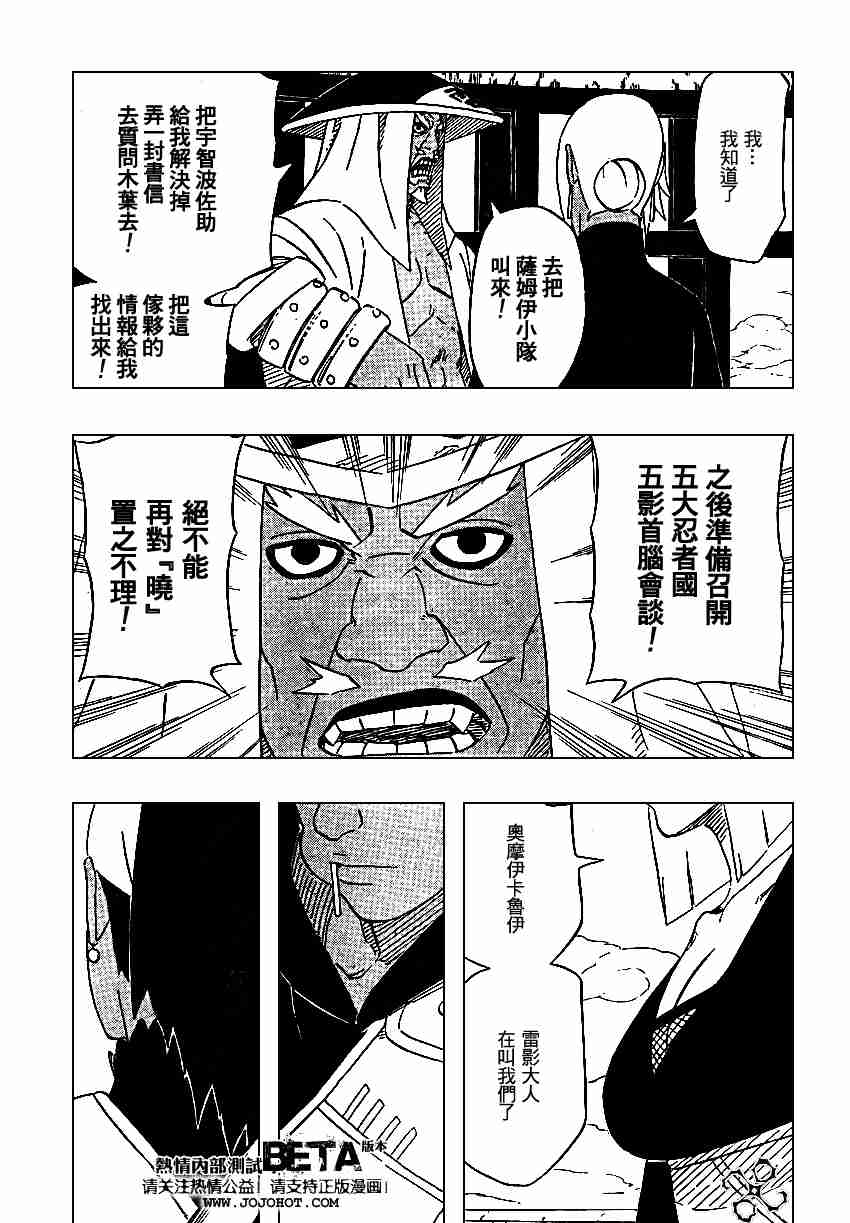 我…
我知道了
去把
薩姆伊小隊
叫來！
把宇智波佐助
給我解決掉
弄一封書信
去質問木葉去！
把這
傢夥的
情報給我
找出來！
之後準備召開
五大忍者國
五影首腦會談！
絕不能
再對『曉』
置之不理！
奧摩伊卡魯伊
雷影大人
在叫我們了
熱情內部測試BETA版本
请关注热情公益！请支持正版漫画！
WWW.JOJOHOT.COM